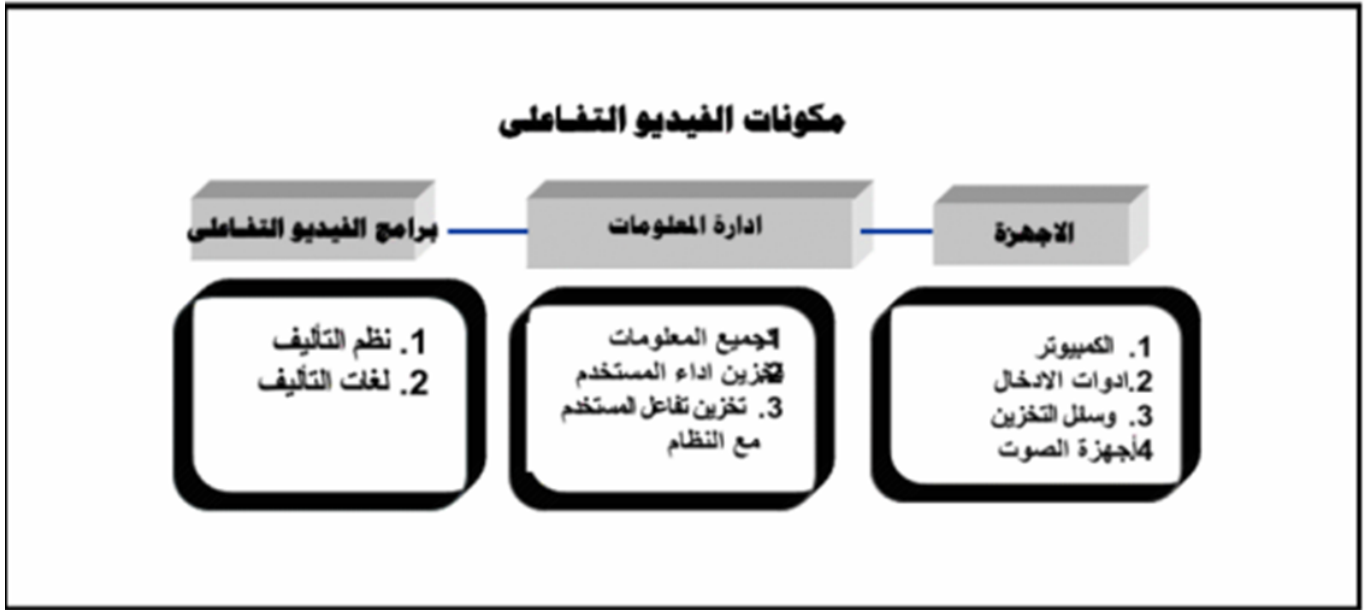 مكونات الفيديو التفاعلى
الاجهزة
ادارة المعلومات
برامج الفيديو التفاعلى
1. الكمبيوتر
2. ادوات الادخال
3. وسئل التخزين
4. أجهزة الصوت
1. تجميع المعلومات
2. تخزين اداء المستخدم
3. تخزين تفاعل المستخدم
مع النظام
1. نظم التأليف
2. لغات التأليف